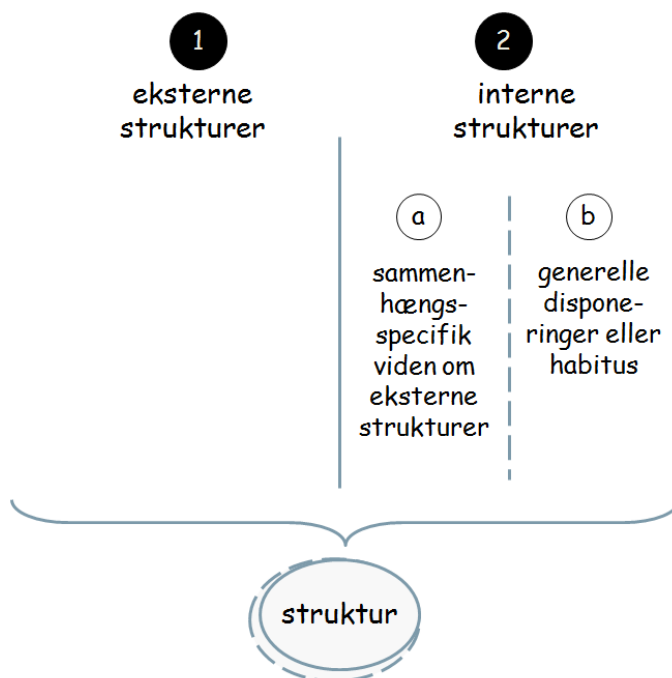 1
eksterne
strukturer
2
interne
strukturer
a
sammen-
hængs-
specifik
viden om
eksterne
strukturer
b
generelle
dispone-
ringer eller
habitus
struktur